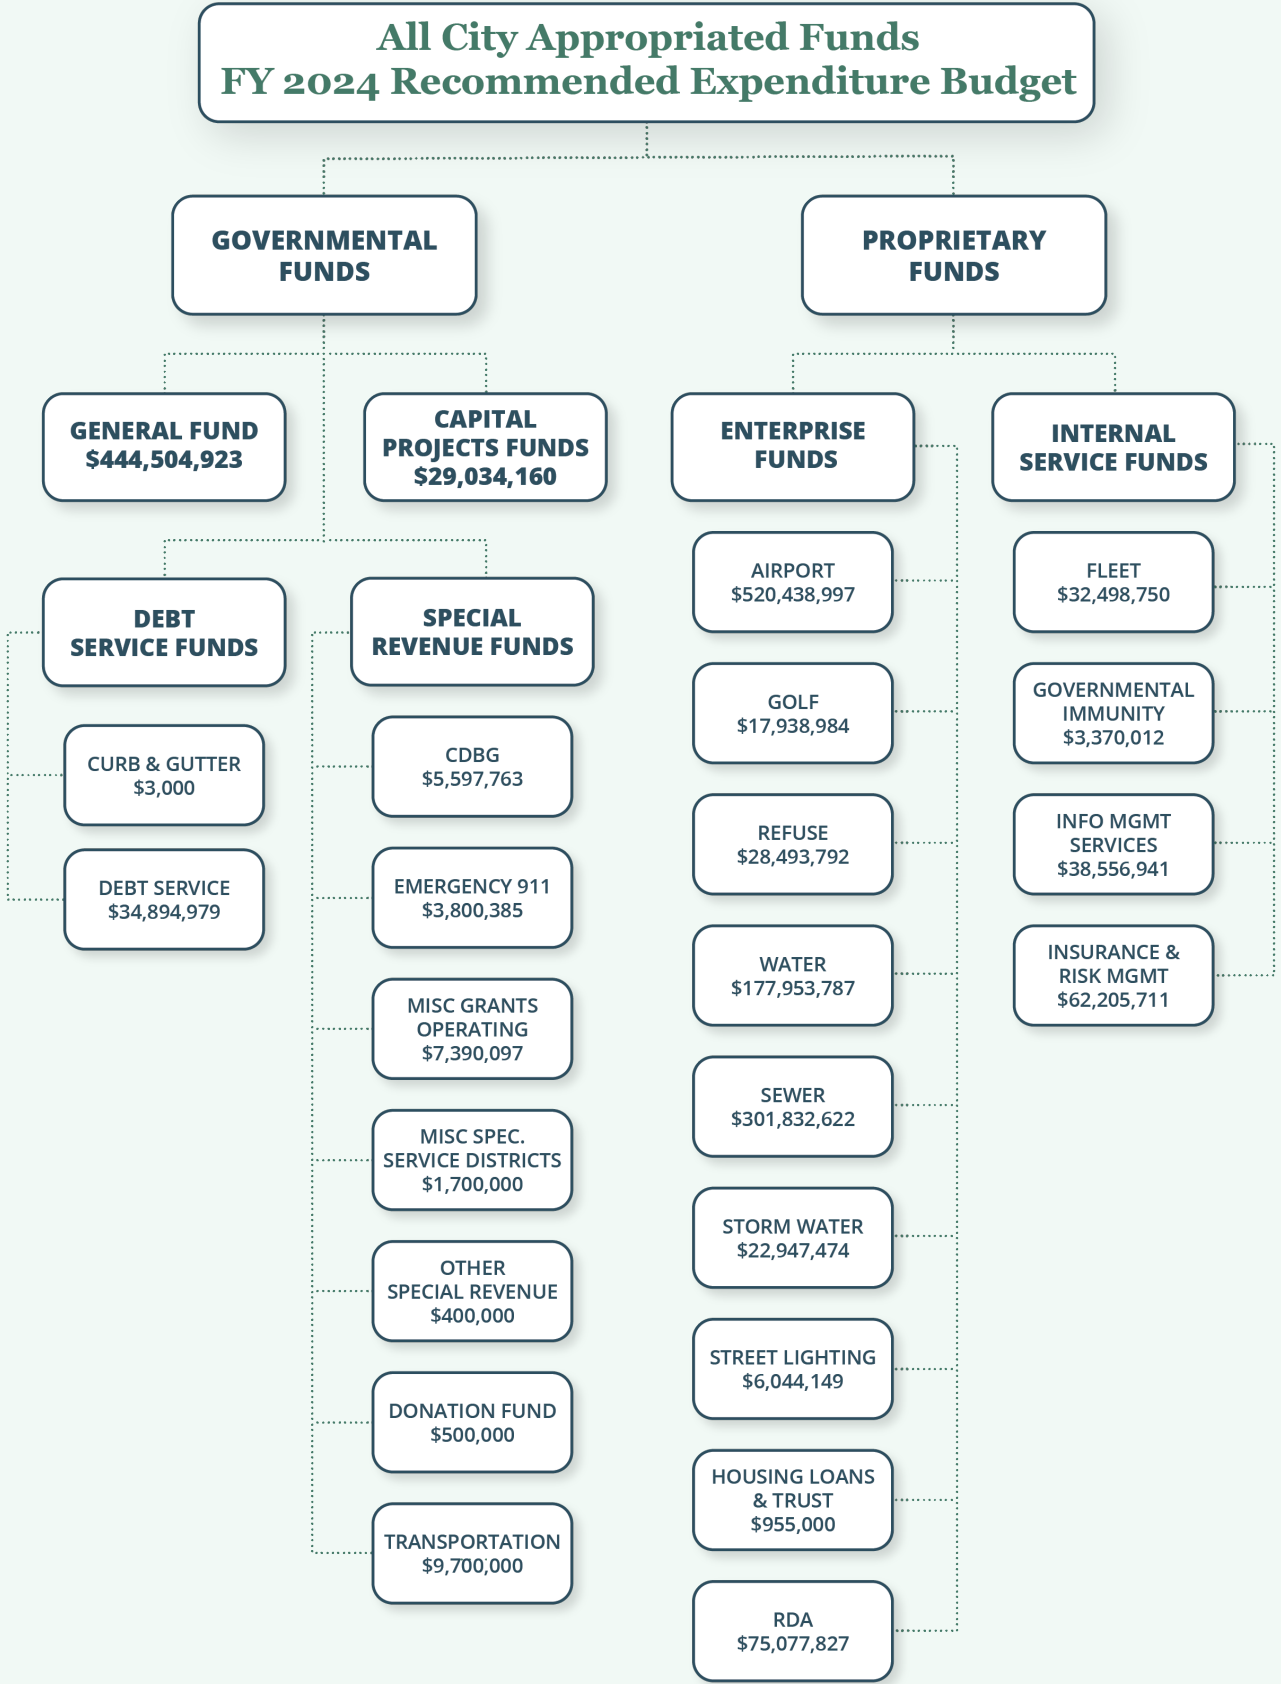 All City Appropriated Funds
FY 2024 Recommended Expenditure Budget
GOVERNMENTAL
FUNDS
PROPRIETARY
FUNDS
GENERAL FUND
$444,504,923
CAPITAL
PROJECTS FUNDS
$29,034,160
ENTERPRISE
FUNDS
INTERNAL
SERVICE FUNDS
DEBT
SERVICE FUNDS
CURB & GUTTER
$3,000
DEBT SERVICE
$34,894,979
SPECIAL
REVENUE FUNDS
CDBG
$5,597,763
EMERGENCY 911
$3,800,385
MISC GRANTS
OPERATING
$7,390,097
MISC SPEC.
SERVICE DISTRICTS
$1,700,000
OTHER
SPECIAL REVENUE
$400,000
DONATION FUND
$500,000
TRANSPORTATION
$9,700,000
AIRPORT
$520,438,997
GOLF
$17,938,984
REFUSE
$28,493,792
WATER
$177,953,787
SEWER
$301,832,622
STORM WATER
$22,947,474
STREET LIGHTING
$6,044,149
HOUSING LOANS
& TRUST
$955,000
RDA
$75,077,827
FLEET
$32,498,750
GOVERNMENTAL
IMMUNITY
$3,370,012
INFO MGMT
SERVICES
$38,556,941
INSURANCE &
RISK MGMT
$62,205,711